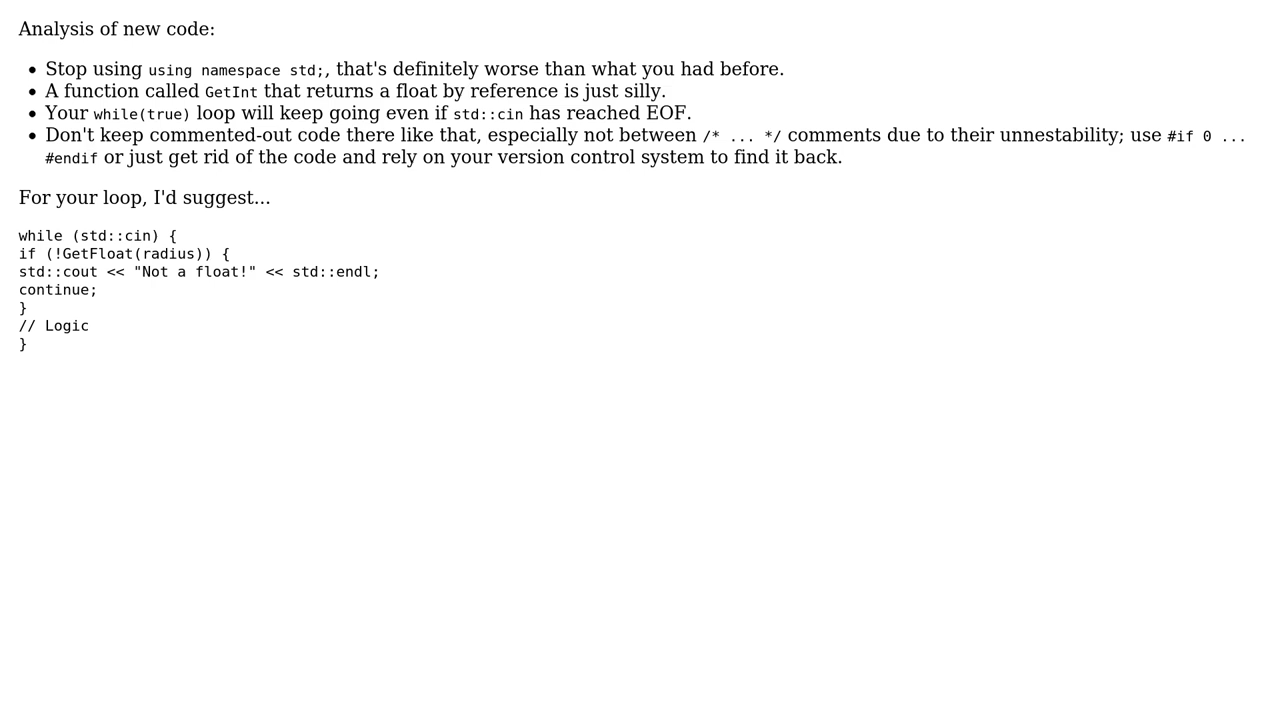 Analysis of new code:
• Stop using using namespace std;, that's definitely worse than what you had before.
• A function called GetInt that returns a float by reference is just silly.
• Your while(true) loop will keep going even if std::cin has reached EOF.
• Don't keep commented-out code there like that, especially not between /* ... */ comments due to their unnestability; use #if 0 ...
#endif or just get rid of the code and rely on your version control system to find it back.
For your loop, I'd suggest...
while (std::cin) {
if (!GetFloat(radius)) {
std::cout << "Not a float!" << std::endl;
continue;
}
// Logic
}